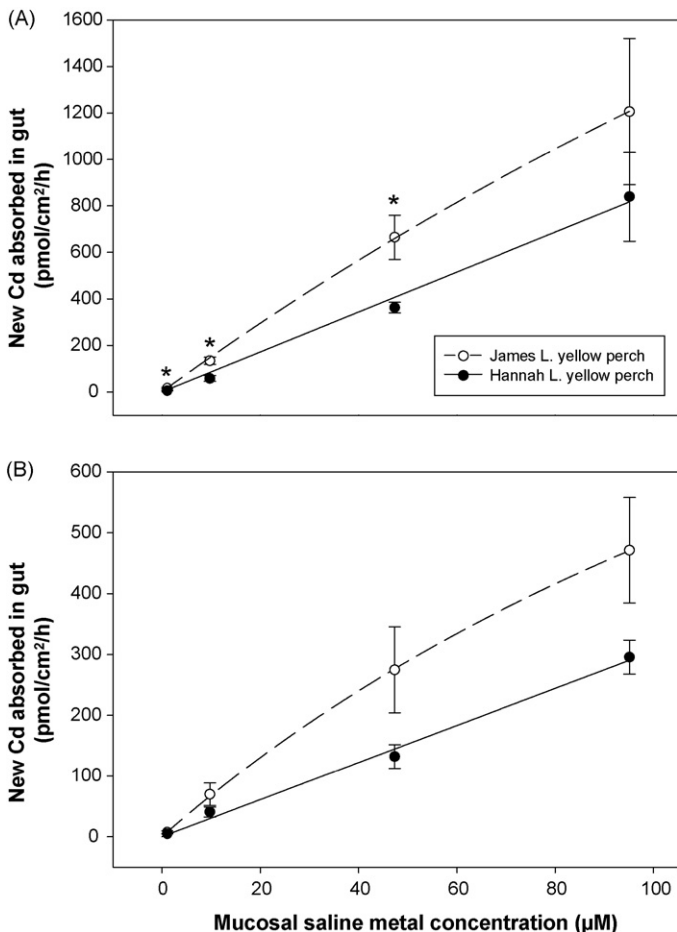 (A)
1600
1400
1200
1000
800
600
400
200
0
New Cd absorbed in gut
(pmol/cm²/h)
*
*
*
James L. yellow perch
Hannah L. yellow perch
(B)
600
500
400
300
200
100
0
New Cd absorbed in gut
(pmol/cm²/h)
0 20 40 60 80 100
Mucosal saline metal concentration (µM)